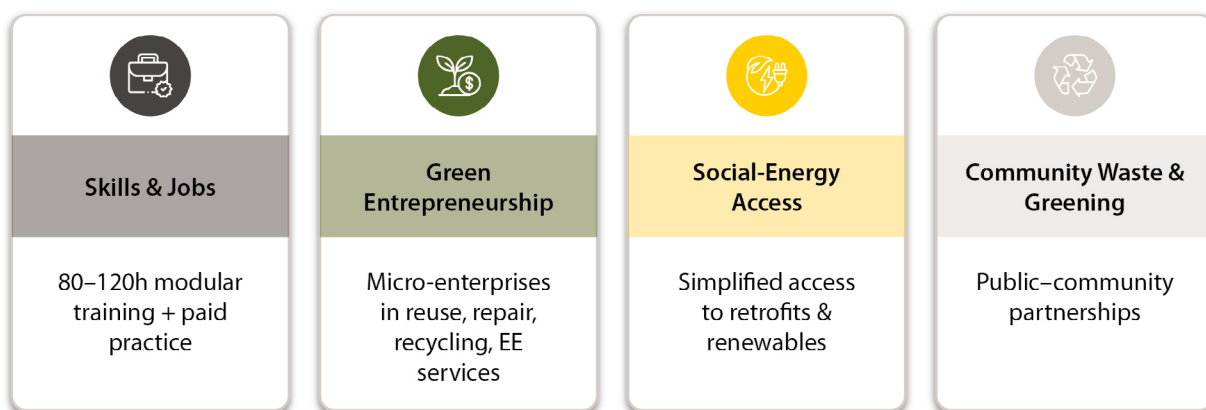 Skills & Jobs
80–120h modular
training + paid
practice
Green
Entrepreneurship
Micro-enterprises
in reuse, repair,
recycling, EE
services
Social-Energy
Access
Simplified access
to retrofits &
renewables
Community Waste &
Greening
Public–community
partnerships